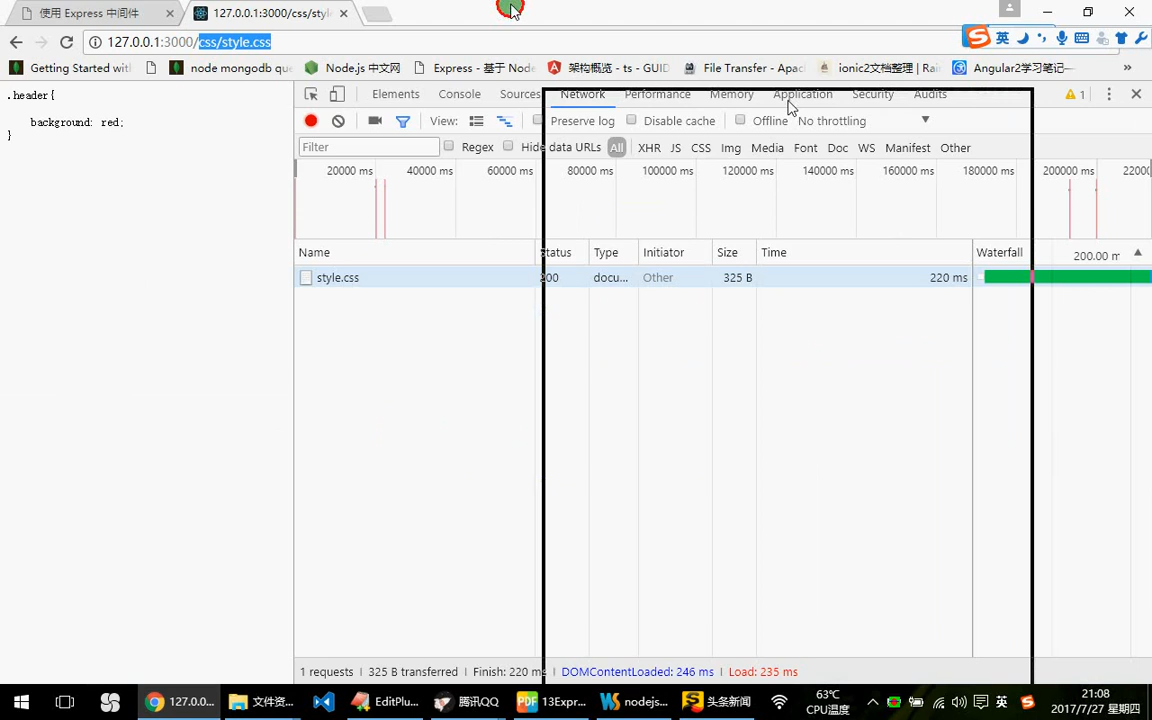 使用 Express 中间件
127.0.0.1:3000/css/styl
127.0.0.1:3000/css/style.css
英
Getting Started with
node mongodb que
Node.js 中文网
Express - 基于 Node
架构概览 - ts - GUID
File Transfer - Apac
ionic2文档整理 | Rain
Angular2学习笔记—
»
.header{
background: red;
}
Elements Console Sources Network Performance Memory Application Security Audits 1
View: Preserve log Disable cache Offline No throttling
Filter Regex Hide data URLs All XHR JS CSS Img Media Font Doc WS Manifest Other
20000 ms 40000 ms 60000 ms 80000 ms 100000 ms 120000 ms 140000 ms 160000 ms 180000 ms 200000 ms 22000
Name Status Type Initiator Size Time Waterfall 200.00 m
style.css 200 docu... Other 325 B 220 ms
1 requests | 325 B transferred | Finish: 220 ms | DOMContentLoaded: 246 ms | Load: 235 ms
127.0.0... 文件资... EditPlu... 腾讯QQ 13Expr... nodejs... 头条新闻
63℃
CPU温度
英
21:08
2017/7/27 星期四